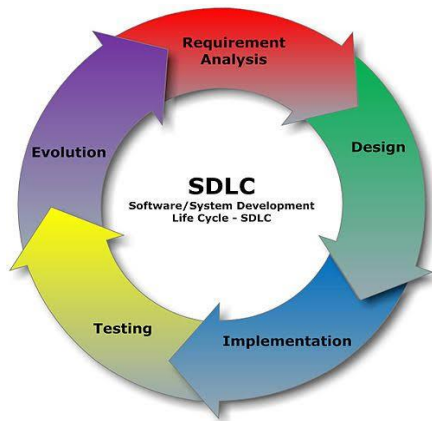 Requirement
Analysis
Design
Implementation
Testing
Evolution
SDLC
Software/System Development
Life Cycle - SDLC